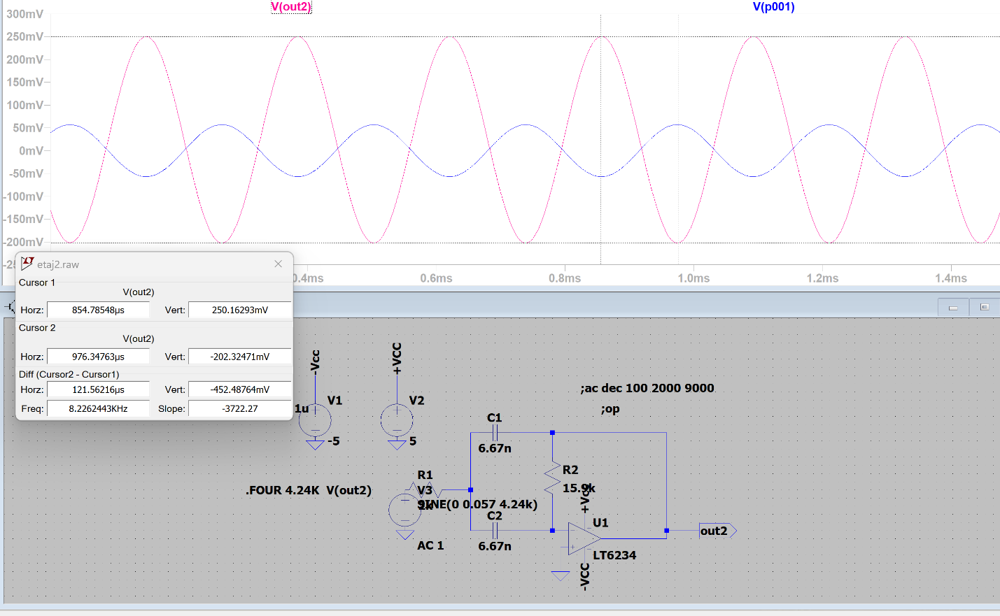 V(out2) V(p001)
300mV
250mV
200mV
150mV
100mV
50mV
0mV
-50mV
-100mV
-150mV
-200mV
0.4ms 0.6ms 0.8ms 1.0ms 1.2ms 1.4ms
etaj2.raw
Cursor 1
V(out2)
Horz: 854.78548µs Vert: 250.16293mV
Cursor 2
V(out2)
Horz: 976.34763µs Vert: -202.32471mV
Diff (Cursor2 - Cursor1)
Horz: 121.56216µs Vert: -452.48764mV
Freq: 8.2262443KHz Slope: -3722.27
-Vcc
+VCC
;ac dec 100 2000 9000
;op
1u
V1
-5
V2
5
C1
6.67n
R2
15.9k
R1
V3
.FOUR 4.24K V(out2)
SINE(0 0.057 4.24k)
C2
6.67n
AC 1
U1
LT6234
-VCC
out2